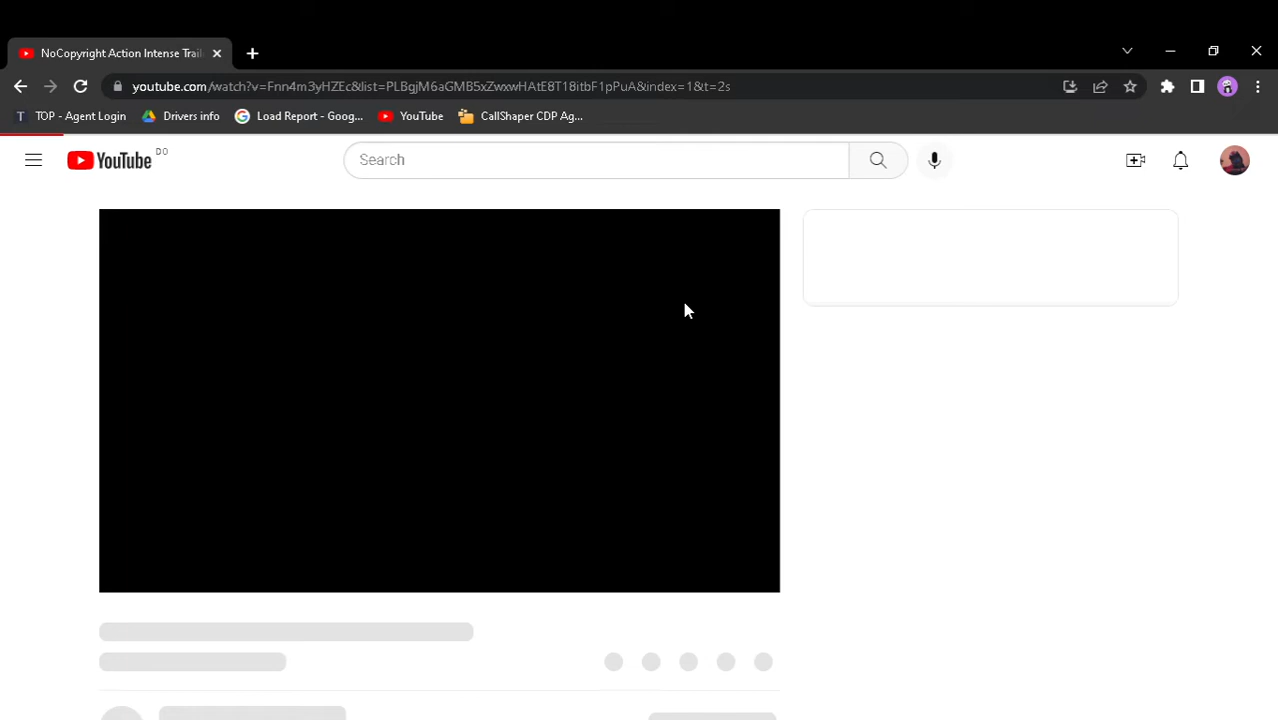 NoCopyright Action Intense Trail
youtube.com/watch?v=Fnn4m3yHZEc&list=PLBgjM6aGMB5xZwxwHAtE8T18itbF1pPuA&index=1&t=2s
TOP - Agent Login Drivers info Load Report - Goog... YouTube CallShaper CDP Ag...
YouTube DO Search